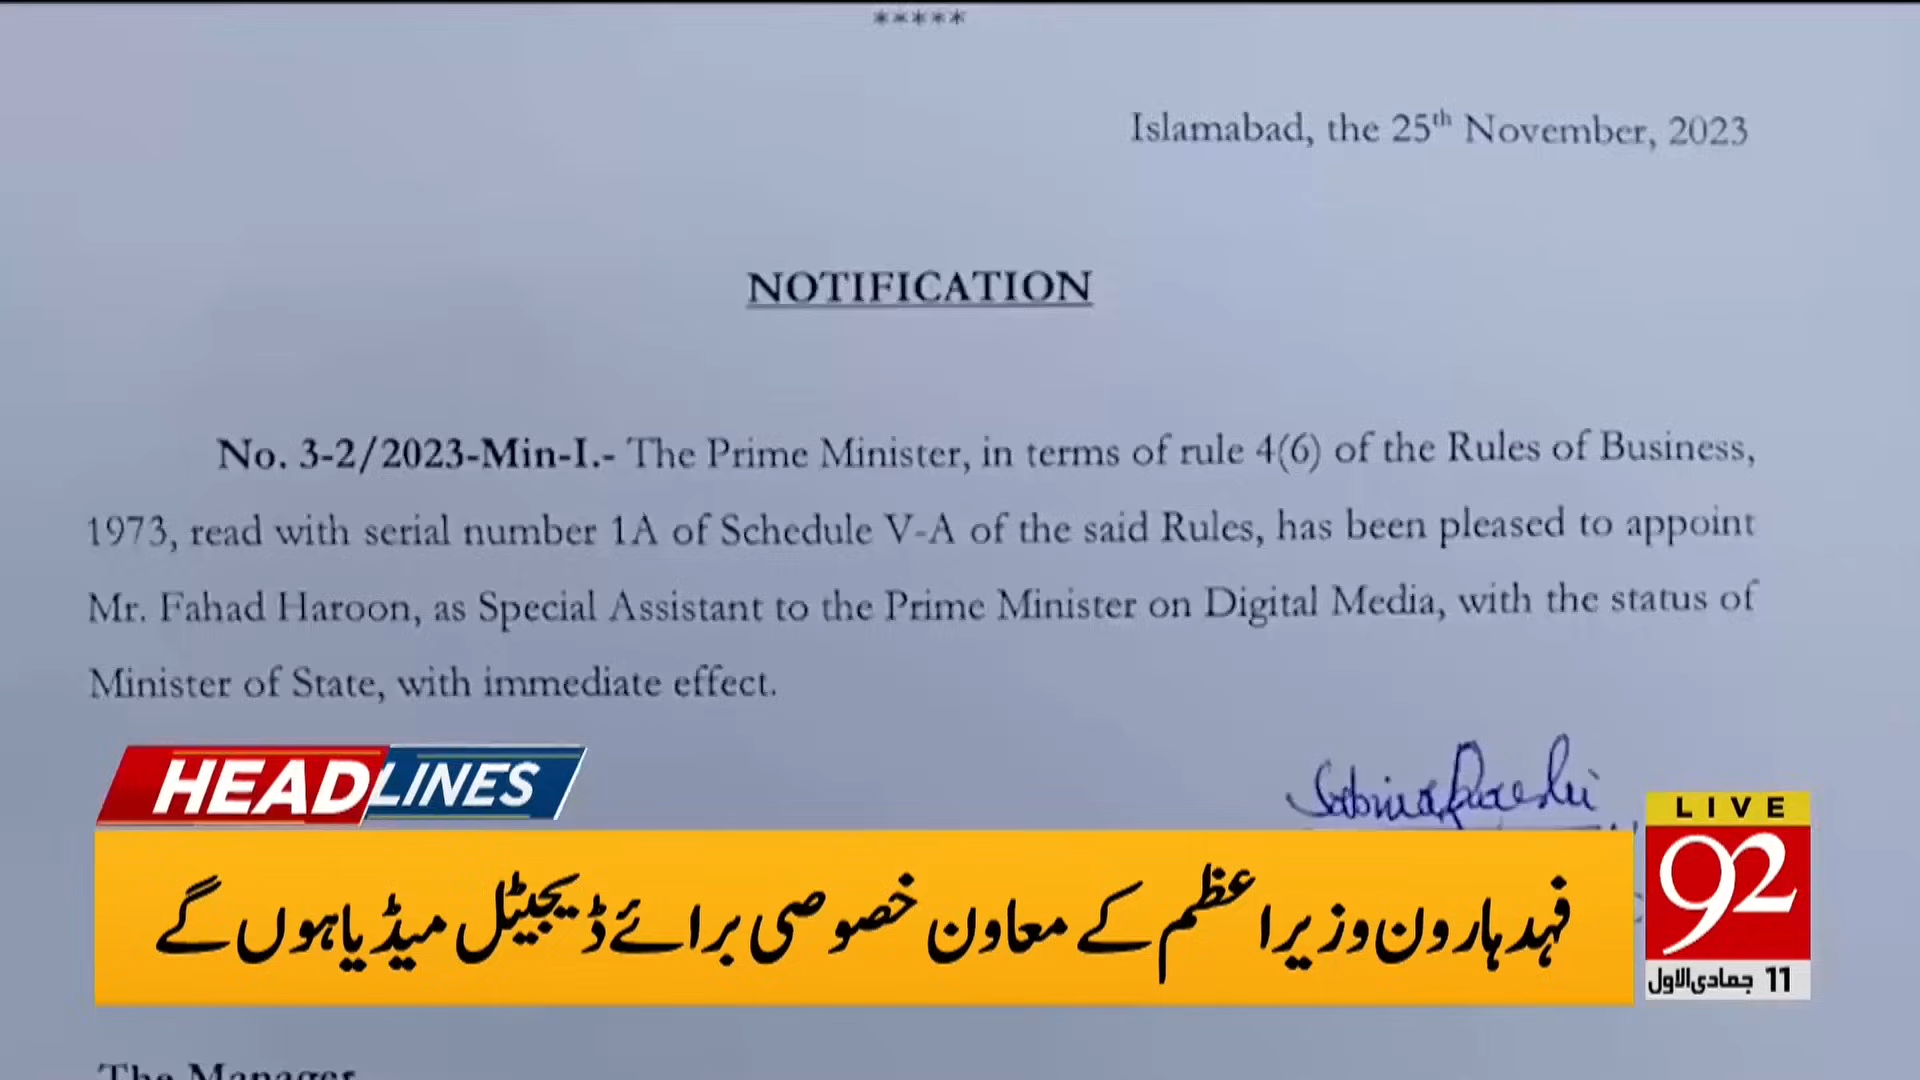 *****
Islamabad, the 25th November, 2023
NOTIFICATION
No. 3-2/2023-Min-I.- The Prime Minister, in terms of rule 4(6) of the Rules of Business,
1973, read with serial number 1A of Schedule V-A of the said Rules, has been pleased to appoint
Mr. Fahad Haroon, as Special Assistant to the Prime Minister on Digital Media, with the status of
Minister of State, with immediate effect.
HEADLINES
فہد ہارون وزیراعظم کے معاون خصوصی برائے ڈیجیٹل میڈیا ہوں گے
LIVE
92
11 جمادی الاول
The Manager